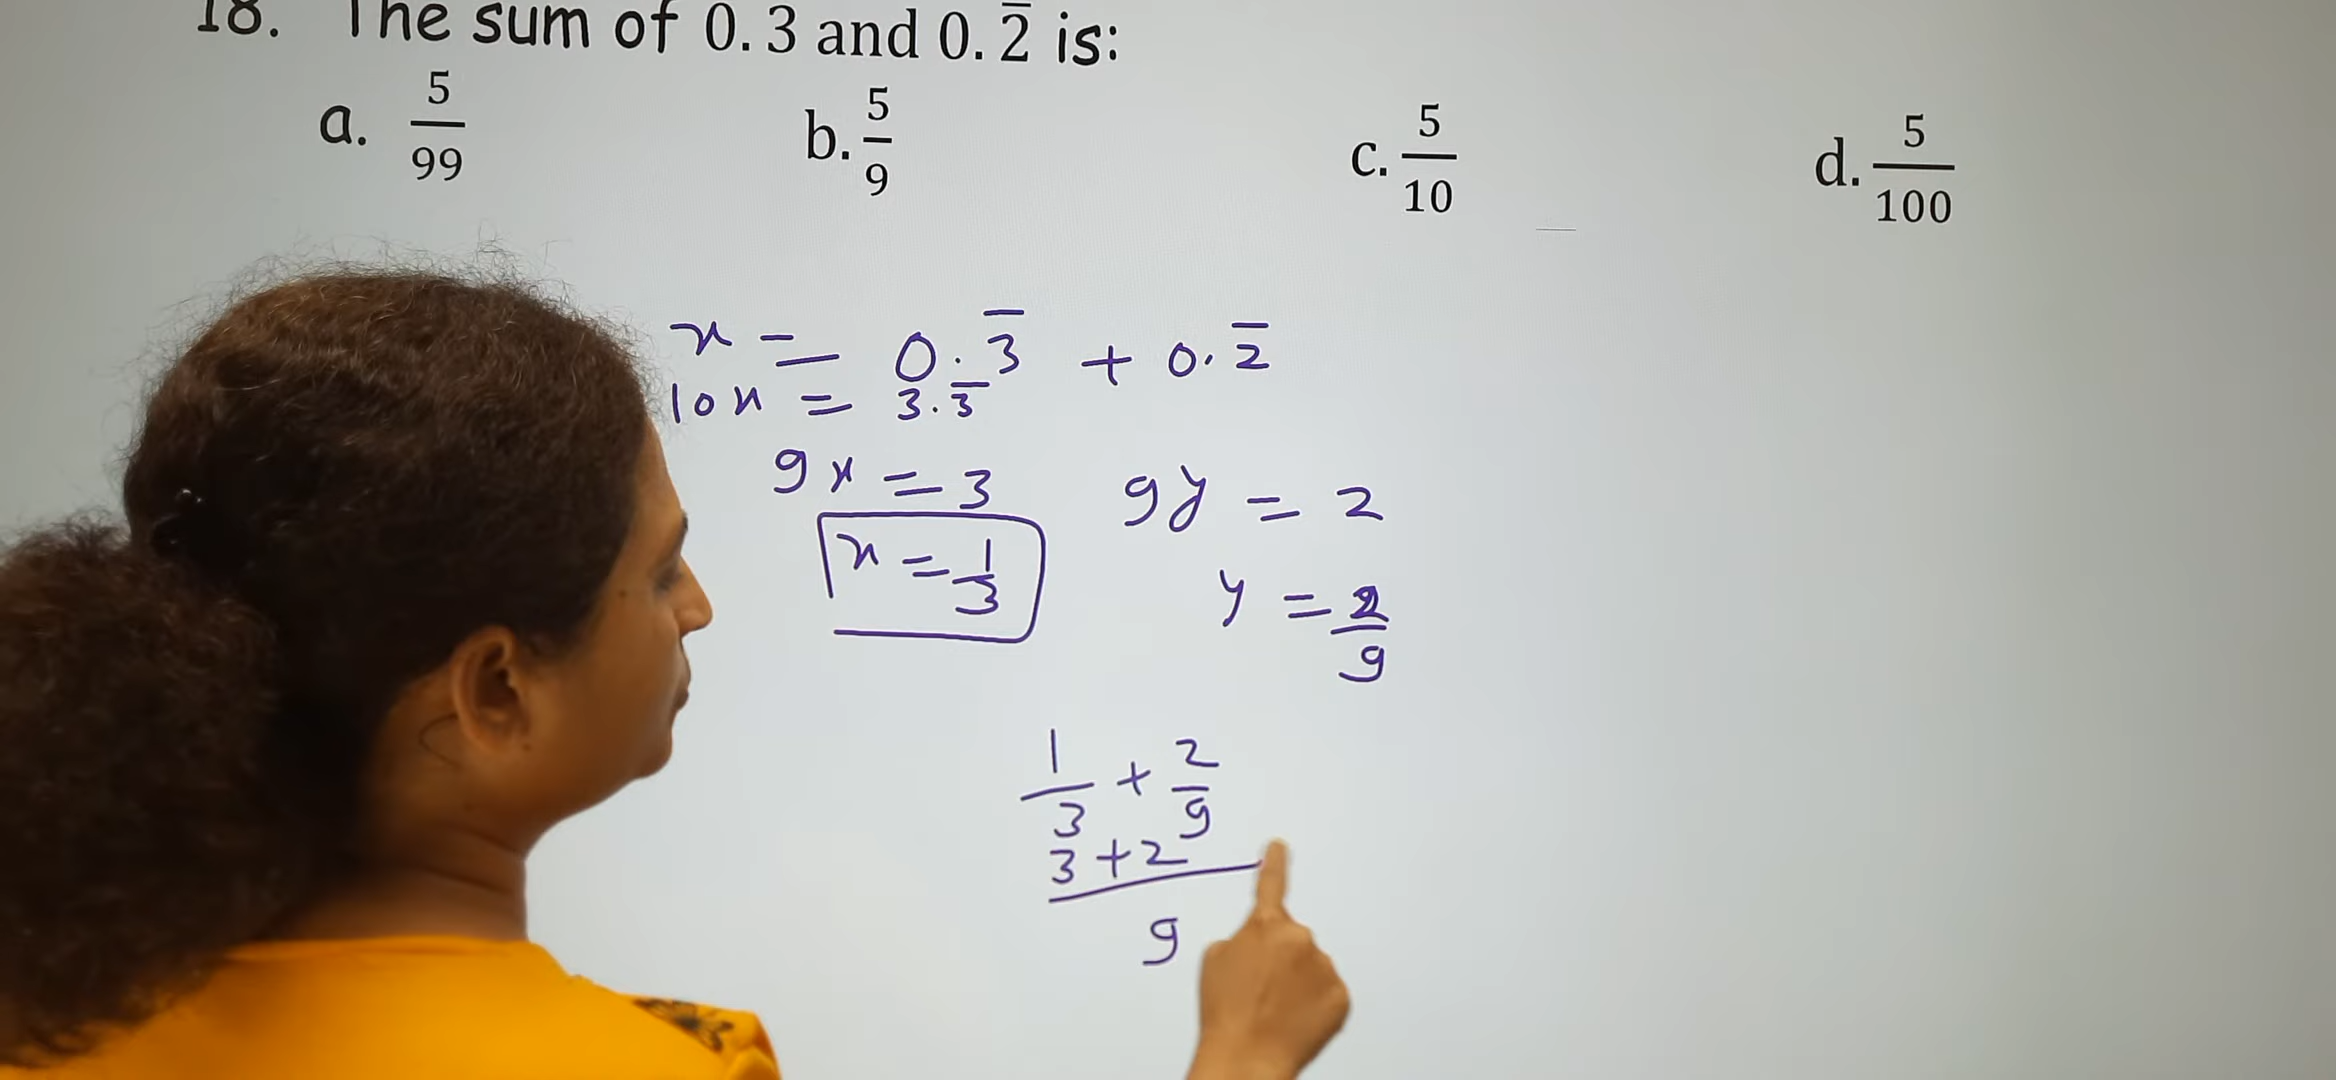 18. The sum of 0.3 and 0.2̅ is:
a. 5/99 b. 5/9 c. 5/10 d. 5/100
x = 0.3̅ + 0.2̅
10x = 3.3̅
9x = 3 9y = 2
x = 1/3 y = 2/9
1/3 + 2/9
3+2
9